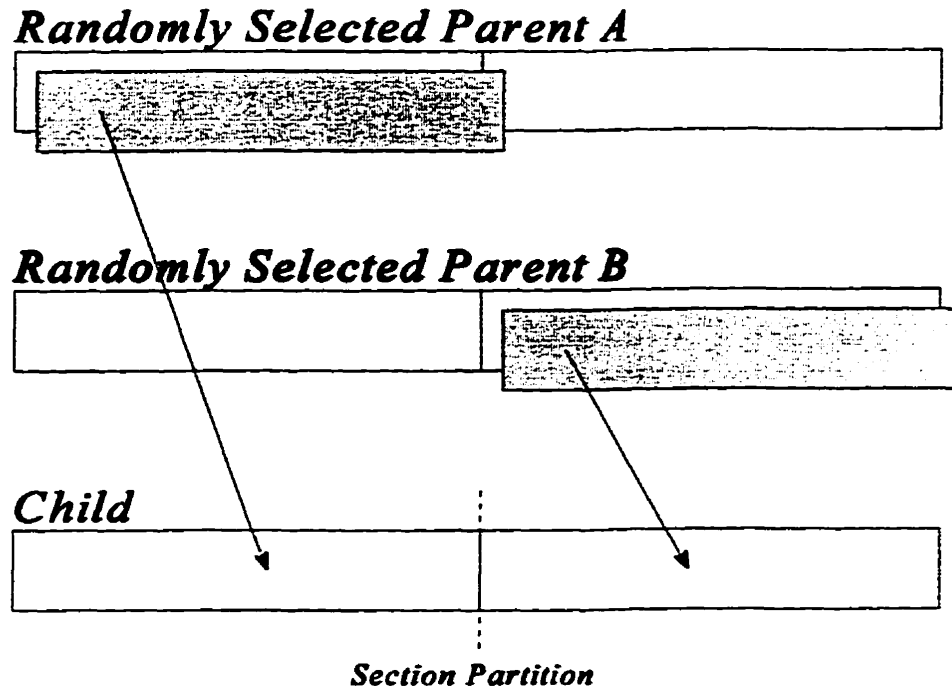 Randomly Selected Parent A
Randomly Selected Parent B
Child
Section Partition